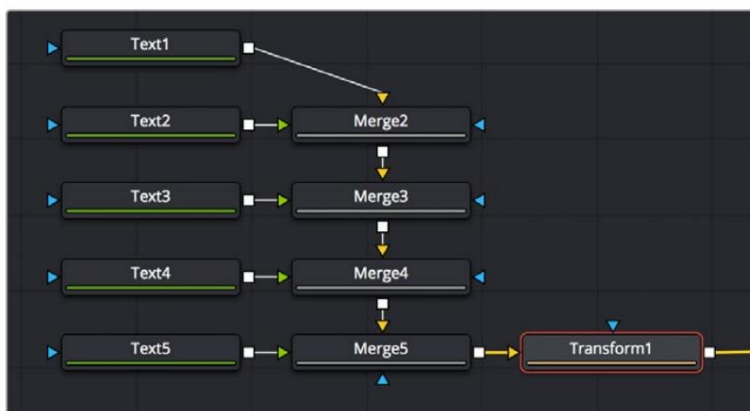 Text1
Text2
Merge2
Text3
Merge3
Text4
Merge4
Text5
Merge5
Transform1